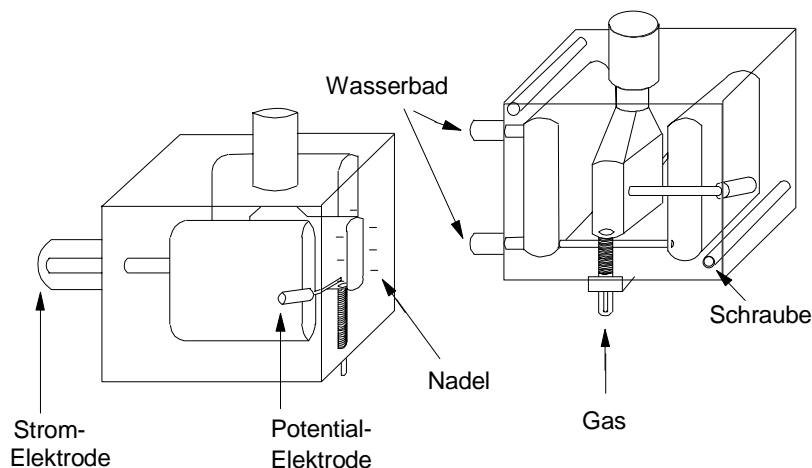 Wasserbad
Schraube
Nadel
Gas
Strom-
Elektrode
Potential-
Elektrode